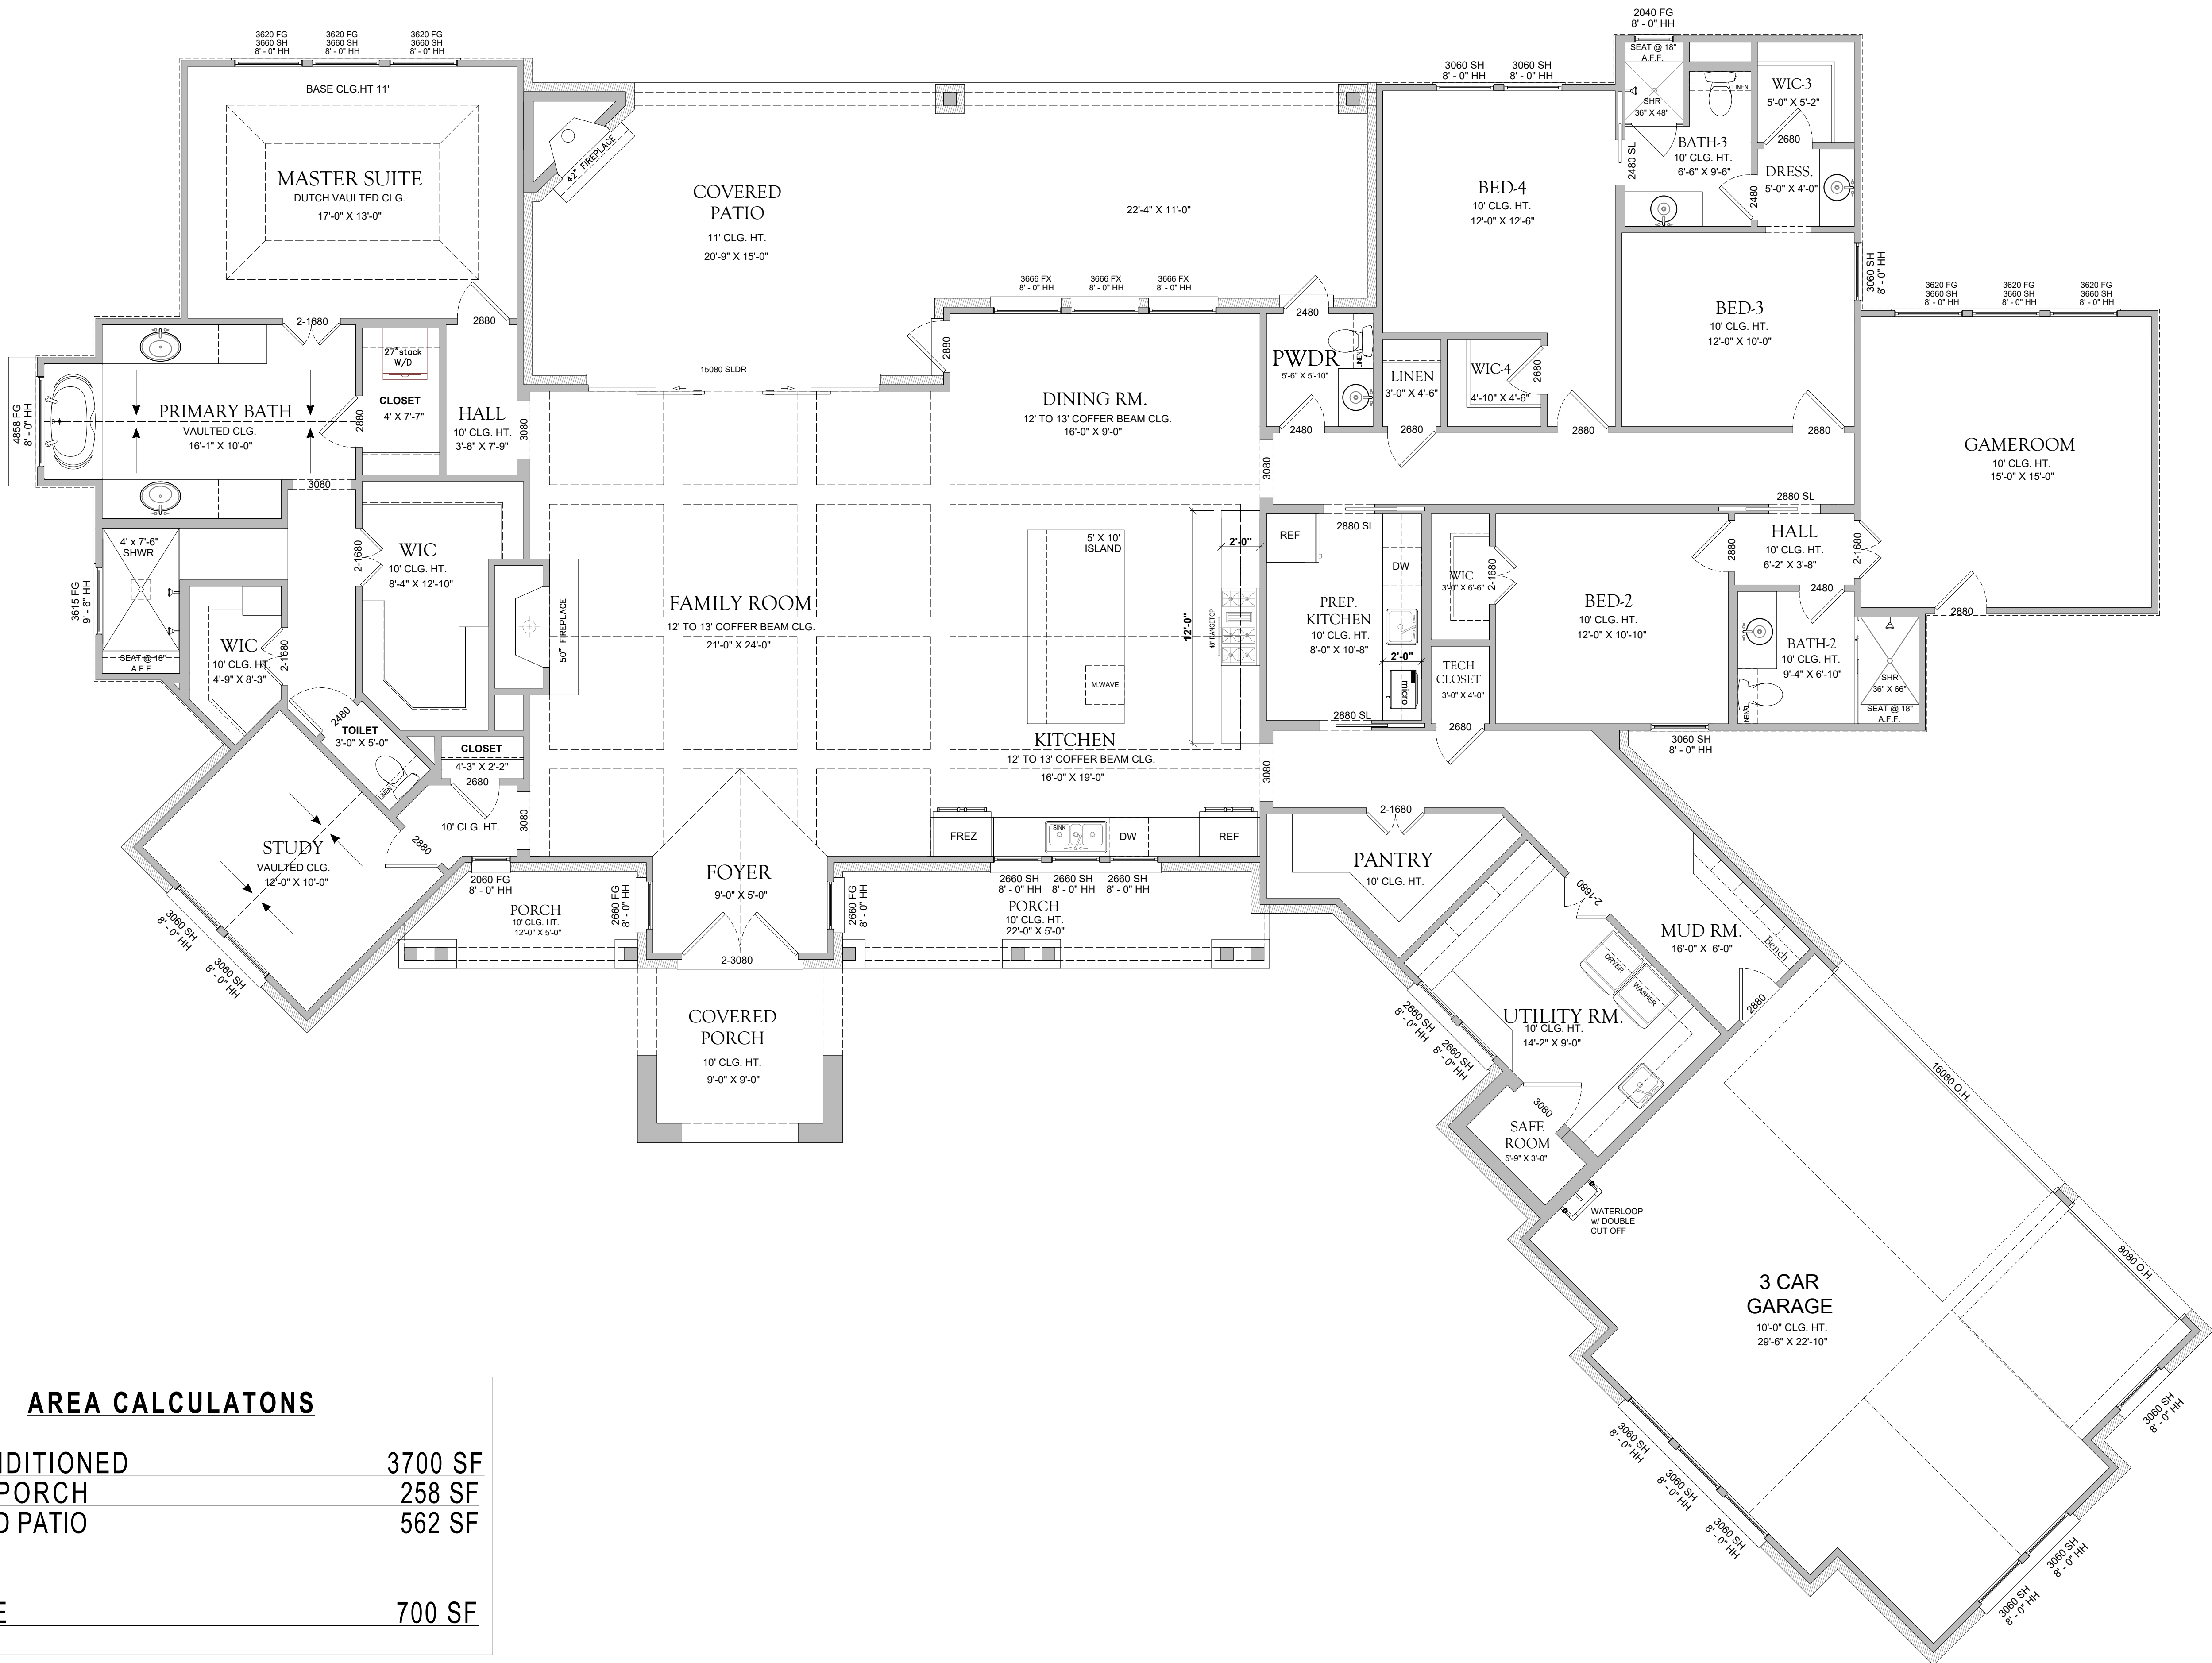 3620 FG
3660 SH
8' - 0" HH
3620 FG
3660 SH
8' - 0" HH
3620 FG
3660 SH
8' - 0" HH
BASE CLG.HT 11'
MASTER SUITE
DUTCH VAULTED CLG.
17'-0" X 13'-0"
2-1680
2880
42" FIREPLACE
COVERED
PATIO
11' CLG. HT.
20'-9" X 15'-0"
22'-4" X 11'-0"
3666 FX
8' - 0" HH
3666 FX
8' - 0" HH
3666 FX
8' - 0" HH
15080 SLDR
2880
3060 SH
8' - 0" HH
3060 SH
8' - 0" HH
2040 FG
8' - 0" HH
SEAT @ 18"
A.F.F.
SHR
36" X 48"
LINEN
WIC-3
5'-0" X 5'-2"
2680
BATH-3
10' CLG. HT.
6'-6" X 9'-6"
2480 SL
2480
DRESS.
5'-0" X 4'-0"
BED-4
10' CLG. HT.
12'-0" X 12'-6"
BED-3
10' CLG. HT.
12'-0" X 10'-0"
3060 SH
8' - 0" HH
3620 FG
3660 SH
8' - 0" HH
3620 FG
3660 SH
8' - 0" HH
3620 FG
3660 SH
8' - 0" HH
GAMEROOM
10' CLG. HT.
15'-0" X 15'-0"
2880
4858 FG
8' - 0" HH
PRIMARY BATH
VAULTED CLG.
16'-1" X 10'-0"
27"stack
W/D
CLOSET
4' X 7'-7"
2880
HALL
10' CLG. HT.
3'-8" X 7'-9"
3080
3080
DINING RM.
12' TO 13' COFFER BEAM CLG.
16'-0" X 9'-0"
2480
PWDR
5'-6" X 5'-10"
LINEN
2480
LINEN
3'-0" X 4'-6"
2680
WIC-4
4'-10" X 4'-6"
2680
2880
2880
3080
2880 SL
2880 SL
4' x 7'-6"
SHWR
3615 FG
9' - 6" HH
SEAT @ 18"
A.F.F.
WIC
10' CLG. HT.
8'-4" X 12'-10"
2-1680
WIC
10' CLG. HT.
4'-9" X 8'-3"
2-1680
50" FIREPLACE
FAMILY ROOM
12' TO 13' COFFER BEAM CLG.
21'-0" X 24'-0"
5' X 10'
ISLAND
M.WAVE
2'-0"
12'-0"
48" RANGETOP
KITCHEN
12' TO 13' COFFER BEAM CLG.
16'-0" X 19'-0"
REF
DW
PREP.
KITCHEN
10' CLG. HT.
8'-0" X 10'-8"
2'-0"
micro
2880 SL
WIC
3'-0" X 6'-6"
2-1680
TECH
CLOSET
3'-0" X 4'-0"
2680
BED-2
10' CLG. HT.
12'-0" X 10'-10"
2880
HALL
10' CLG. HT.
6'-2" X 3'-8"
2-1680
2480
BATH-2
10' CLG. HT.
9'-4" X 6'-10"
LINEN
SHR
36" X 66"
SEAT @ 18"
A.F.F.
3060 SH
8' - 0" HH
2480
TOILET
3'-0" X 5'-0"
LINEN
CLOSET
4'-3" X 2'-2"
2680
10' CLG. HT.
3080
2880
STUDY
VAULTED CLG.
12'-0" X 10'-0"
3060 SH
8' - 0" HH
3060 SH
8' - 0" HH
2060 FG
8' - 0" HH
PORCH
10' CLG. HT.
12'-0" X 5'-0"
2660 FG
8' - 0" HH
FOYER
9'-0" X 5'-0"
2-3080
2660 FG
8' - 0" HH
FREZ
SINK
DW
REF
3080
2660 SH
8' - 0" HH
2660 SH
8' - 0" HH
2660 SH
8' - 0" HH
PORCH
10' CLG. HT.
22'-0" X 5'-0"
COVERED
PORCH
10' CLG. HT.
9'-0" X 9'-0"
2-1680
PANTRY
10' CLG. HT.
2-1680
MUD RM.
16'-0" X 6'-0"
Bench
2880
DRYER
WASHER
UTILITY RM.
10' CLG. HT.
14'-2" X 9'-0"
2660 SH
8' - 0" HH
2660 SH
8' - 0" HH
3080
SAFE
ROOM
5'-9" X 3'-0"
WATERLOOP
w/ DOUBLE
CUT OFF
16080 O.H.
8080 O.H.
3 CAR
GARAGE
10'-0" CLG. HT.
29'-6" X 22'-10"
3060 SH
8' - 0" HH
3060 SH
8' - 0" HH
3060 SH
8' - 0" HH
3060 SH
8' - 0" HH
3060 SH
8' - 0" HH
3060 SH
8' - 0" HH
AREA CALCULATONS
NDITIONED 3700 SF
PORCH 258 SF
D PATIO 562 SF
E 700 SF